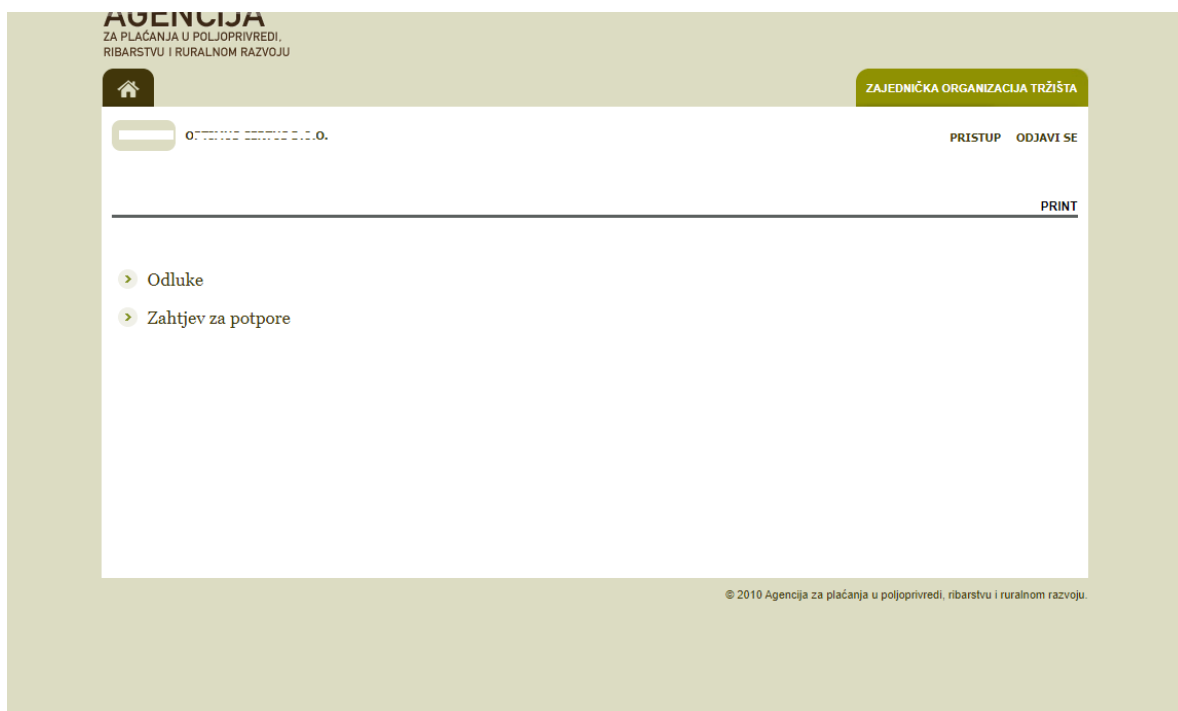 AGENCIJA
ZA PLAĆANJA U POLJOPRIVREDI,
RIBARSTVU I RURALNOM RAZVOJU
ZAJEDNIČKA ORGANIZACIJA TRŽIŠTA
PRISTUP ODJAVI SE
PRINT
Odluke
Zahtjev za potpore
© 2010 Agencija za plaćanja u poljoprivredi, ribarstvu i ruralnom razvoju.